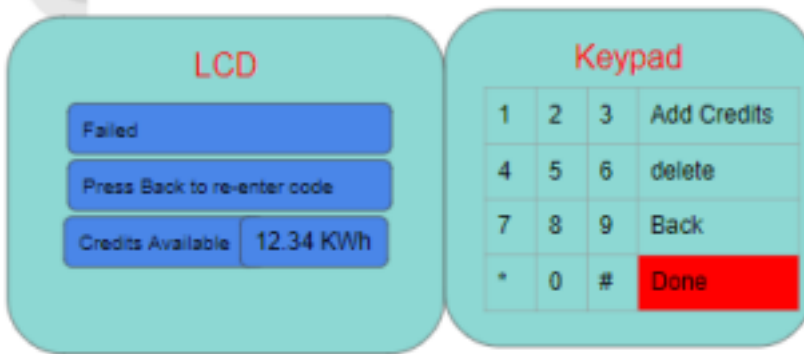 LCD
Failed
Press Back to re-enter code
Credits Available 12.34 KWh
Keypad
1 2 3 Add Credits
4 5 6 delete
7 8 9 Back
* 0 # Done